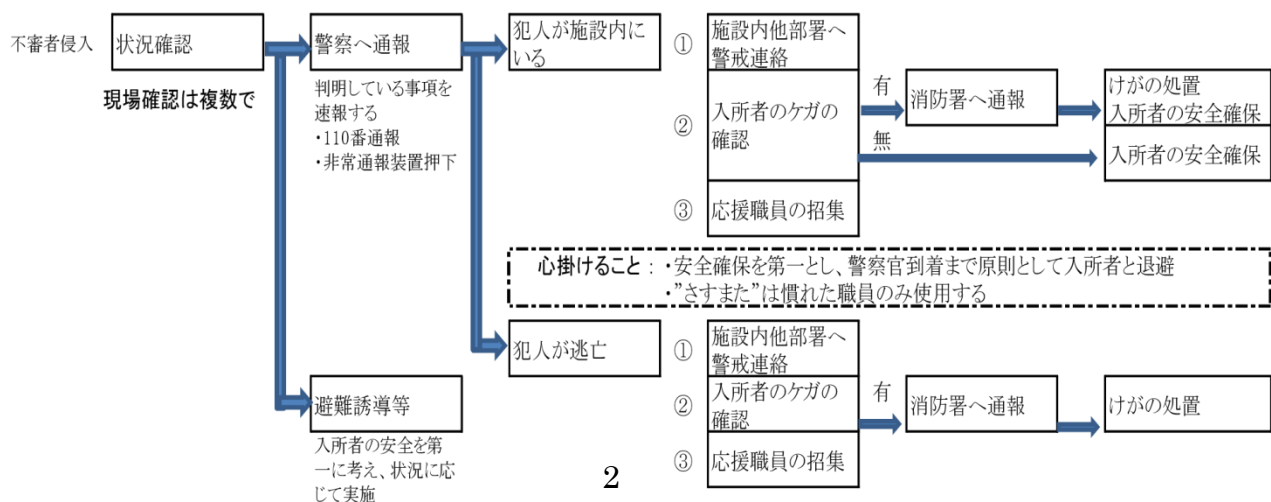 不審者侵入
状況確認
現場確認は複数で
警察へ通報
判明している事項を
速報する
・110番通報
・非常通報装置押下
犯人が施設内に
いる
①
施設内他部署へ
警戒連絡
②
入所者のケガの
確認
有
消防署へ通報
けがの処置
入所者の安全確保
無
入所者の安全確保
③
応援職員の招集
心掛けること : ・安全確保を第一とし、警察官到着まで原則として入所者と退避
・”さすまた”は慣れた職員のみ使用する
犯人が逃亡
①
施設内他部署へ
警戒連絡
②
入所者のケガの
確認
有
消防署へ通報
けがの処置
③
応援職員の招集
避難誘導等
入所者の安全を第
一に考え、状況に応
じて実施
2